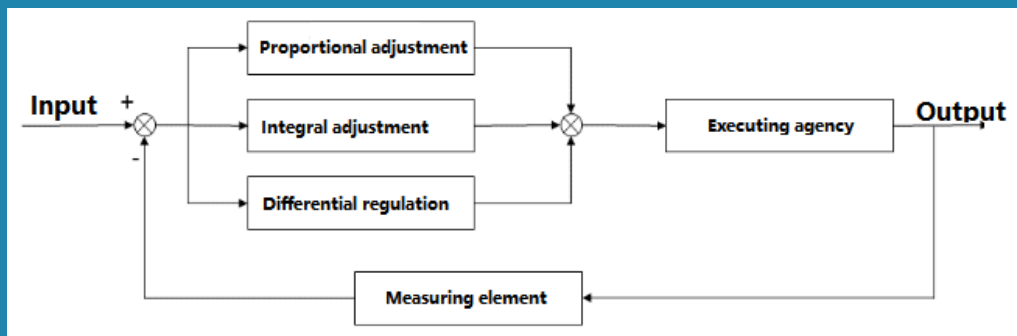 Proportional adjustment
Input +
Integral adjustment
Executing agency
Output
-
Differential regulation
Measuring element